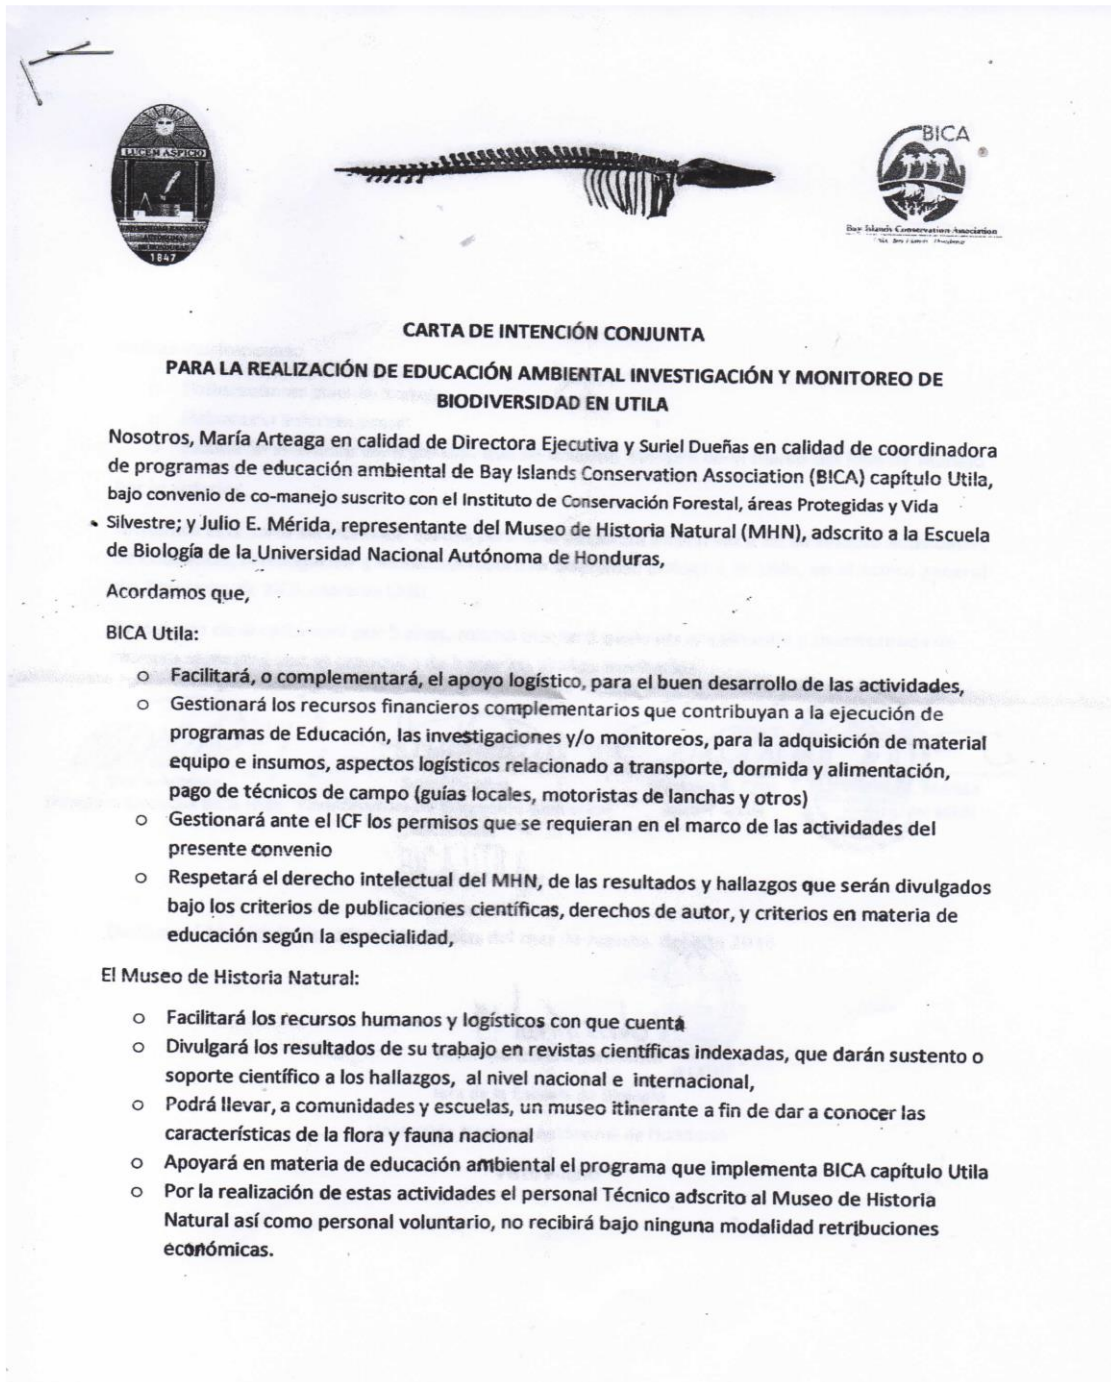 LUCEM ASPICIO
1847
BICA
Bay Islands Conservation Association
CARTA DE INTENCIÓN CONJUNTA
PARA LA REALIZACIÓN DE EDUCACIÓN AMBIENTAL INVESTIGACIÓN Y MONITOREO DE
BIODIVERSIDAD EN UTILA
Nosotros, María Arteaga en calidad de Directora Ejecutiva y Suriel Dueñas en calidad de coordinadora
de programas de educación ambiental de Bay Islands Conservation Association (BICA) capítulo Utila,
bajo convenio de co-manejo suscrito con el Instituto de Conservación Forestal, áreas Protegidas y Vida
Silvestre; y Julio E. Mérida, representante del Museo de Historia Natural (MHN), adscrito a la Escuela
de Biología de la Universidad Nacional Autónoma de Honduras,
Acordamos que,
BICA Utila:
o Facilitará, o complementará, el apoyo logístico, para el buen desarrollo de las actividades,
o Gestionará los recursos financieros complementarios que contribuyan a la ejecución de
programas de Educación, las investigaciones y/o monitoreos, para la adquisición de material
equipo e insumos, aspectos logísticos relacionado a transporte, dormida y alimentación,
pago de técnicos de campo (guías locales, motoristas de lanchas y otros)
o Gestionará ante el ICF los permisos que se requieran en el marco de las actividades del
presente convenio
o Respetará el derecho intelectual del MHN, de las resultados y hallazgos que serán divulgados
bajo los criterios de publicaciones científicas, derechos de autor, y criterios en materia de
educación según la especialidad,
El Museo de Historia Natural:
o Facilitará los recursos humanos y logísticos con que cuenta
o Divulgará los resultados de su trabajo en revistas científicas indexadas, que darán sustento o
soporte científico a los hallazgos, al nivel nacional e internacional,
o Podrá llevar, a comunidades y escuelas, un museo itinerante a fin de dar a conocer las
características de la flora y fauna nacional
o Apoyará en materia de educación ambiental el programa que implementa BICA capítulo Utila
o Por la realización de estas actividades el personal Técnico adscrito al Museo de Historia
Natural así como personal voluntario, no recibirá bajo ninguna modalidad retribuciones
económicas.